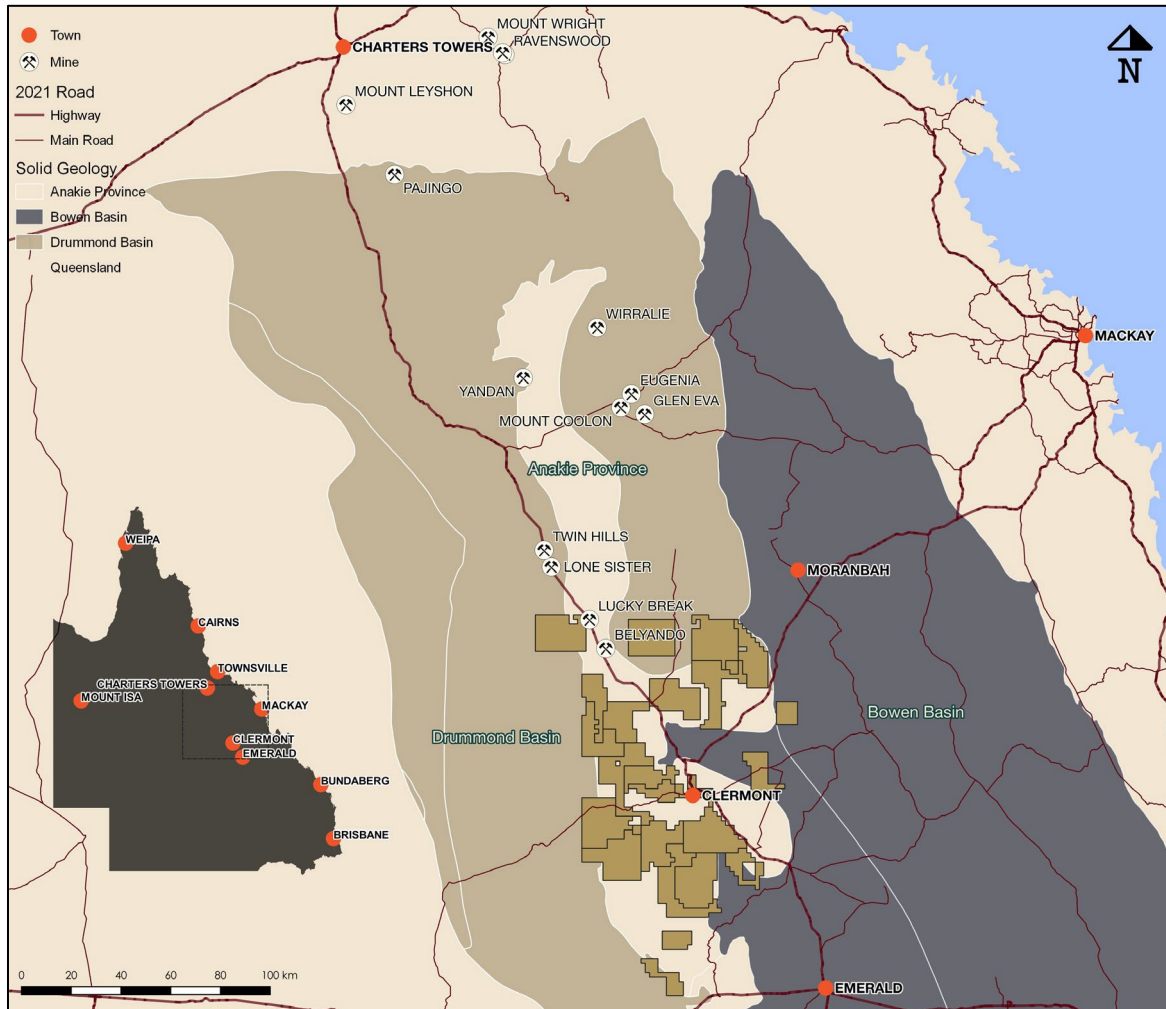 Town
Mine
2021 Road
Highway
Main Road
Solid Geology
Anakie Province
Bowen Basin
Drummond Basin
Queensland
MOUNT WRIGHT
RAVENSWOOD
CHARTERS TOWERS
N
MOUNT LEYSHON
PAJINGO
WIRRALIE
MACKAY
YANDAN
EUGENIA
GLEN EVA
MOUNT COOLON
Anakie Province
TWIN HILLS
LONE SISTER
MORANBAH
LUCKY BREAK
BELYANDO
Bowen Basin
Drummond Basin
CLERMONT
EMERALD
WEIPA
CAIRNS
TOWNSVILLE
CHARTERS TOWERS
MOUNT ISA
MACKAY
CLERMONT
EMERALD
BUNDABERG
BRISBANE
0 20 40 60 80 100 km